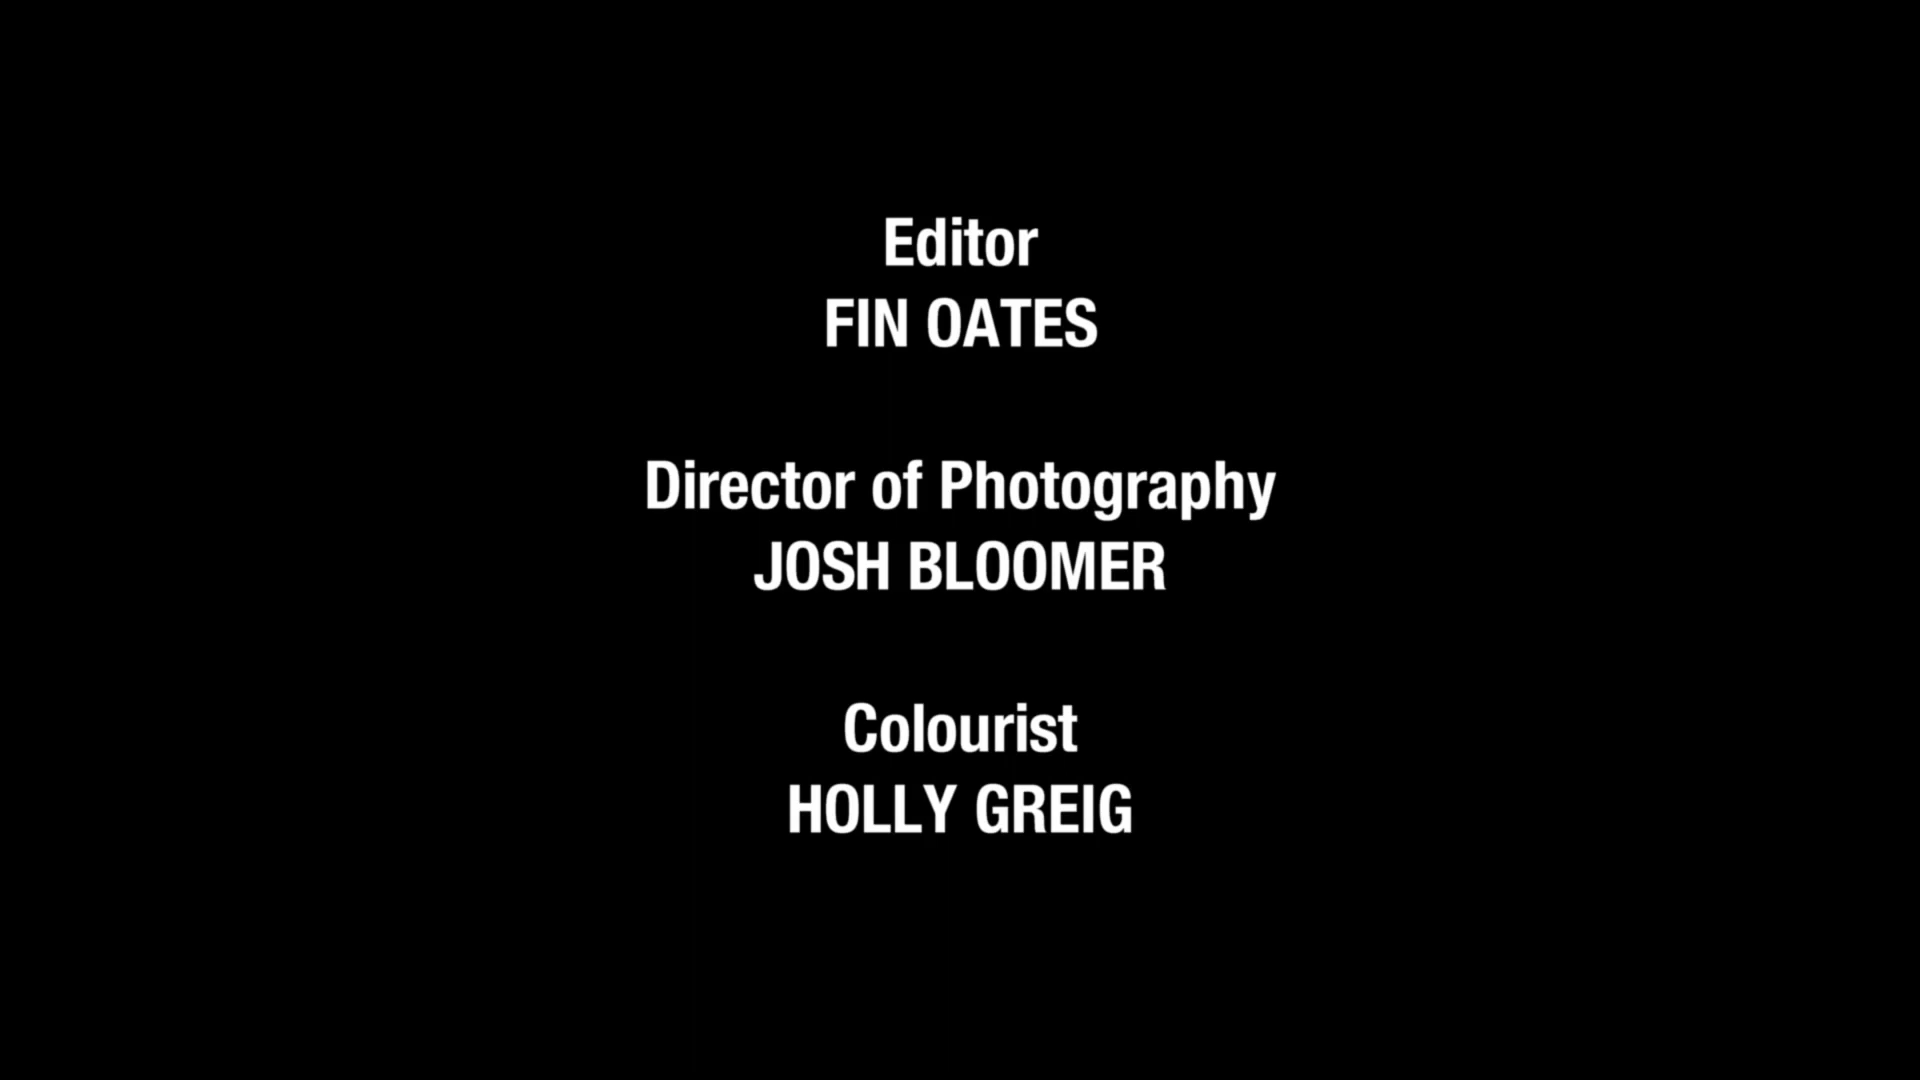 Editor
FIN OATES
Director of Photography
JOSH BLOOMER
Colourist
HOLLY GREIG